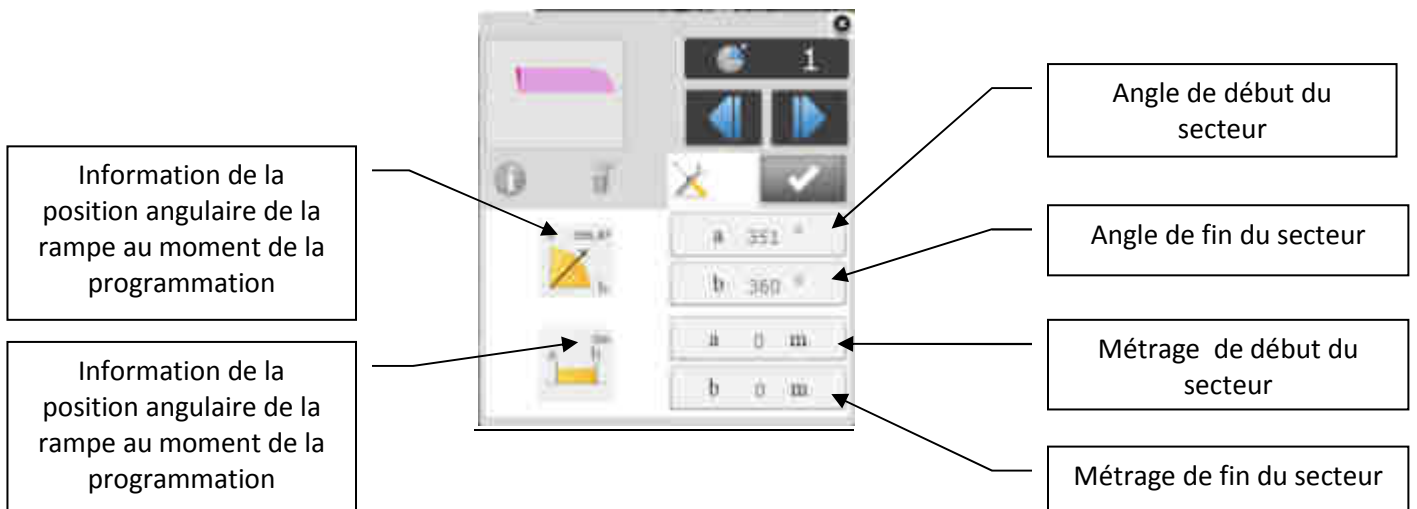 1
Angle de début du
secteur
Information de la
position angulaire de la
rampe au moment de la
programmation
a 351 °
Angle de fin du secteur
b 360 °
b
Information de la
position angulaire de la
rampe au moment de la
programmation
a 0 m
Métrage de début du
secteur
a b
b 0 m
Métrage de fin du secteur